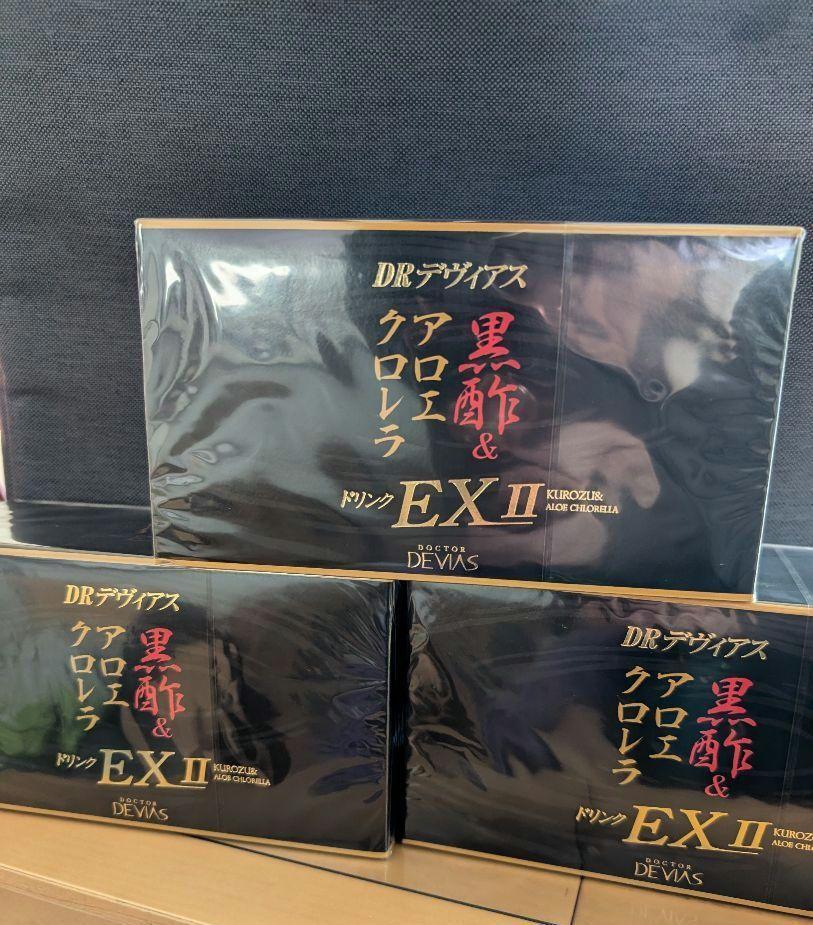 DRデヴィアス
黒酢&
アロエ
クロレラ
ドリンク EX II KUROZU&
ALOE CHLORELLA
DOCTOR
DEVIAS
DRデヴィアス
黒酢&
アロエ
クロレラ
ドリンク EX II KUROZU&
ALOE CHLORELLA
DOCTOR
DEVIAS
DRデヴィアス
黒酢&
アロエ
クロレラ
ドリンク EX II KUROZ
ALOE CHL
DOCTOR
DEVIAS